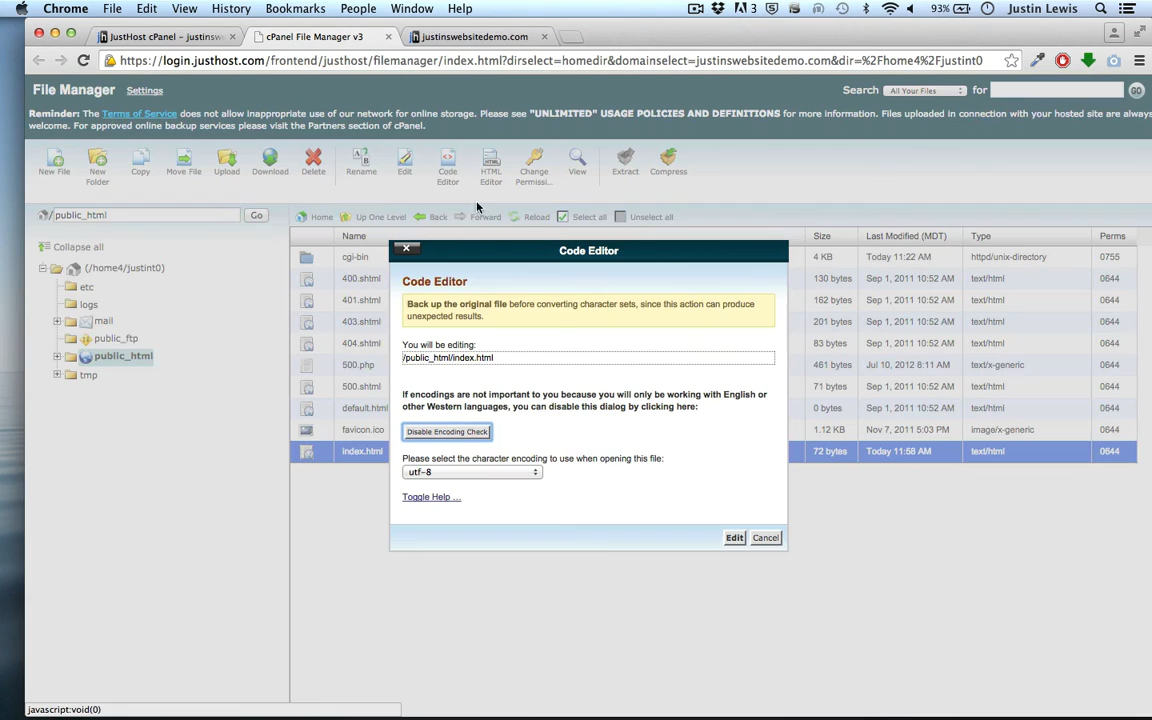 Chrome File Edit View History Bookmarks People Window Help 3 93% Justin Lewis
JustHost cPanel – justinsw
cPanel File Manager v3
justinswebsitedemo.com
https://login.justhost.com/frontend/justhost/filemanager/index.html?dirselect=homedir&domainselect=justinswebsitedemo.com&dir=%2Fhome4%2Fjustint0
File Manager Settings
Search All Your Files for GO
Reminder: The Terms of Service does not allow inappropriate use of our network for online storage. Please see "UNLIMITED" USAGE POLICIES AND DEFINITIONS for more information. Files uploaded in connection with your hosted site are always
welcome. For approved online backup services please visit the Partners section of cPanel.
New File
New Folder
Copy
Move File
Upload
Download
Delete
Rename
Edit
Code Editor
HTML Editor
Change Permissi...
View
Extract
Compress
/public_html Go
Home Up One Level Back Forward Reload Select all Unselect all
Collapse all
(/home4/justint0)
etc
logs
mail
public_ftp
public_html
tmp
Name Size Last Modified (MDT) Type Perms
cgi-bin 4 KB Today 11:22 AM httpd/unix-directory 0755
400.shtml 130 bytes Sep 1, 2011 10:52 AM text/html 0644
401.shtml 162 bytes Sep 1, 2011 10:52 AM text/html 0644
403.shtml 201 bytes Sep 1, 2011 10:52 AM text/html 0644
404.shtml 83 bytes Sep 1, 2011 10:52 AM text/html 0644
500.php 461 bytes Jul 10, 2012 8:11 AM text/x-generic 0644
500.shtml 71 bytes Sep 1, 2011 10:52 AM text/html 0644
default.html 0 bytes Sep 1, 2011 10:52 AM text/html 0644
favicon.ico 1.12 KB Nov 7, 2011 5:03 PM image/x-generic 0644
index.html 72 bytes Today 11:58 AM text/html 0644
Code Editor
Code Editor
Back up the original file before converting character sets, since this action can produce
unexpected results.
You will be editing:
/public_html/index.html
If encodings are not important to you because you will only be working with English or
other Western languages, you can disable this dialog by clicking here:
Disable Encoding Check
Please select the character encoding to use when opening this file:
utf-8
Toggle Help ...
Edit Cancel
javascript:void(0)